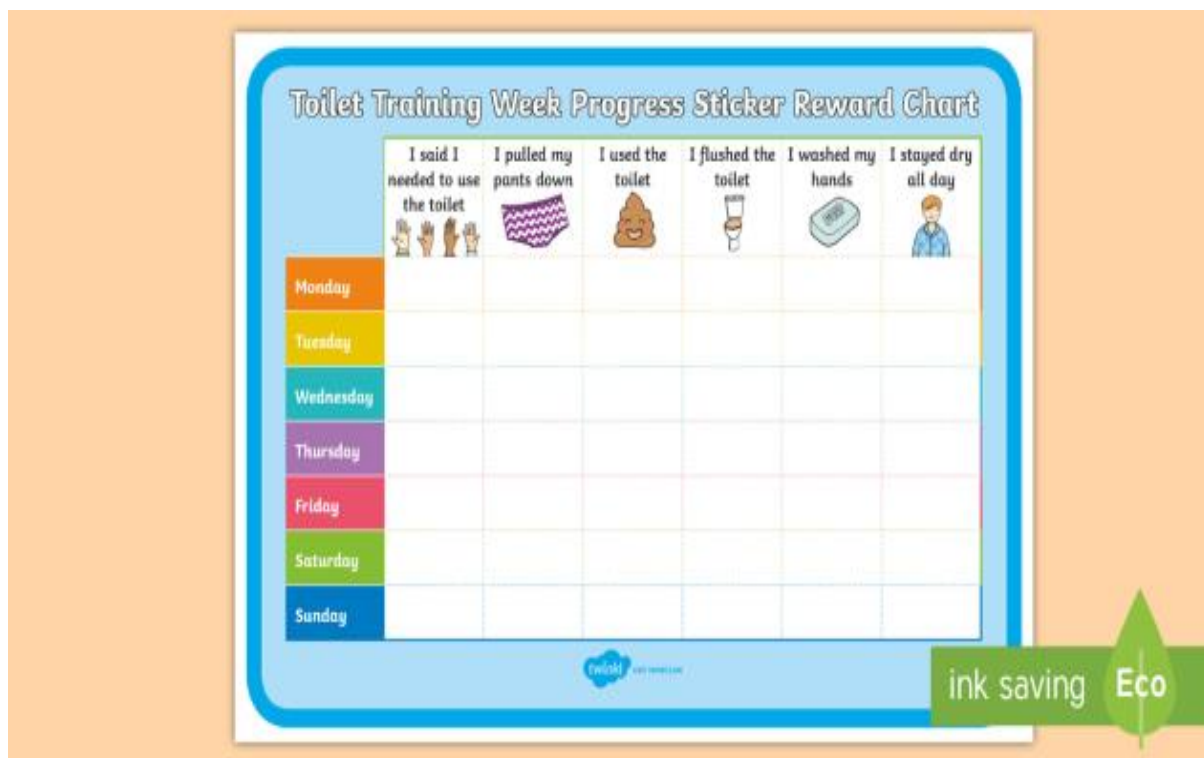 Toilet Training Week Progress Sticker Reward Chart
I said I needed to use the toilet
I pulled my pants down
I used the toilet
I flushed the toilet
I washed my hands
I stayed dry all day
Monday
Tuesday
Wednesday
Thursday
Friday
Saturday
Sunday
twinkl
ink saving
Eco